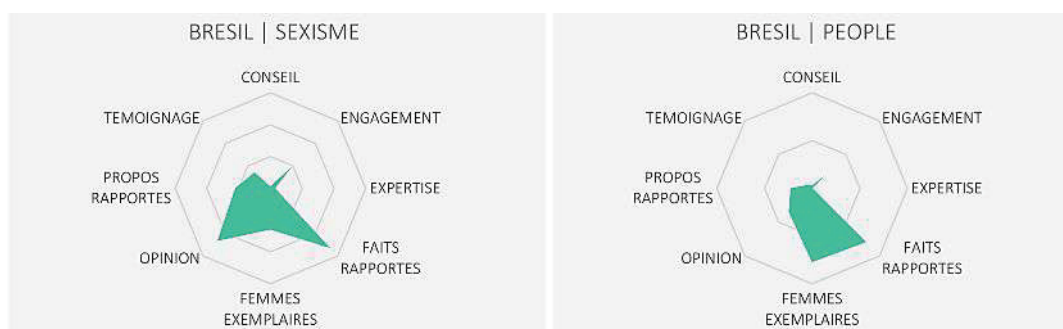 BRESIL | SEXISME
CONSEIL
TEMOIGNAGE
ENGAGEMENT
PROPOS
RAPPORTES
EXPERTISE
OPINION
FAITS
RAPPORTES
FEMMES
EXEMPLAIRES
BRESIL | PEOPLE
CONSEIL
TEMOIGNAGE
ENGAGEMENT
PROPOS
RAPPORTES
EXPERTISE
OPINION
FAITS
RAPPORTES
FEMMES
EXEMPLAIRES